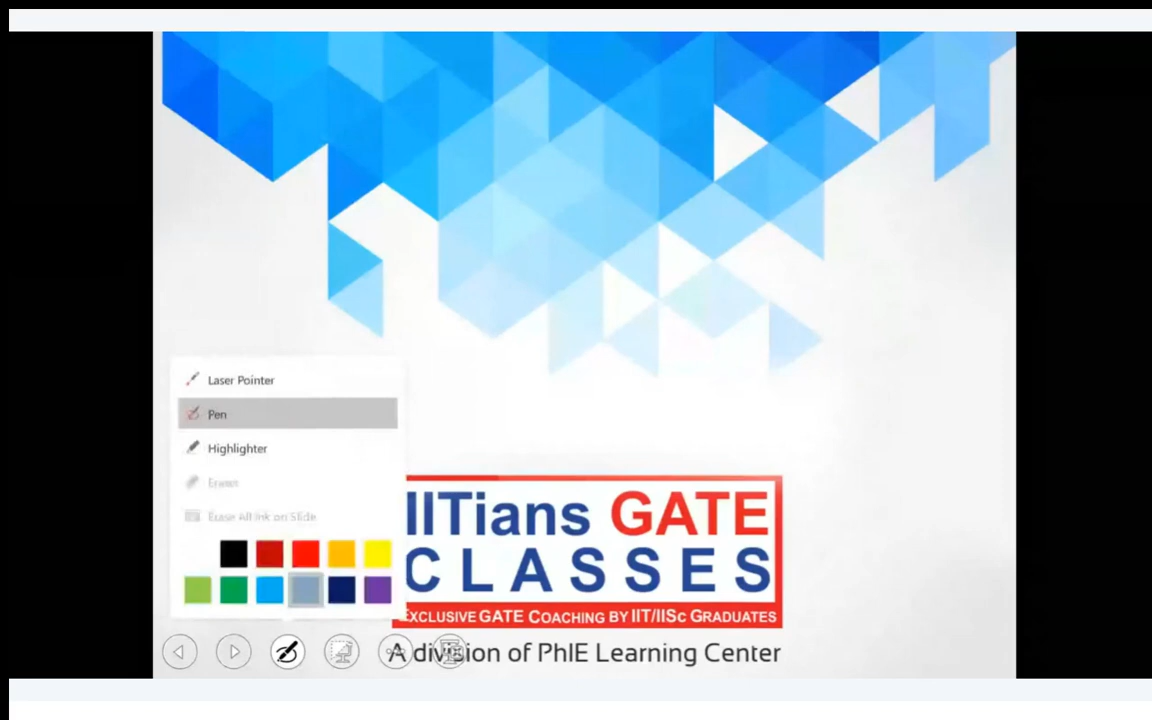 Laser Pointer
Pen
Highlighter
Eraser
Erase All Ink on Slide
IITians GATE
CLASSES
EXCLUSIVE GATE COACHING BY IIT/IISc GRADUATES
A division of PhIE Learning Center